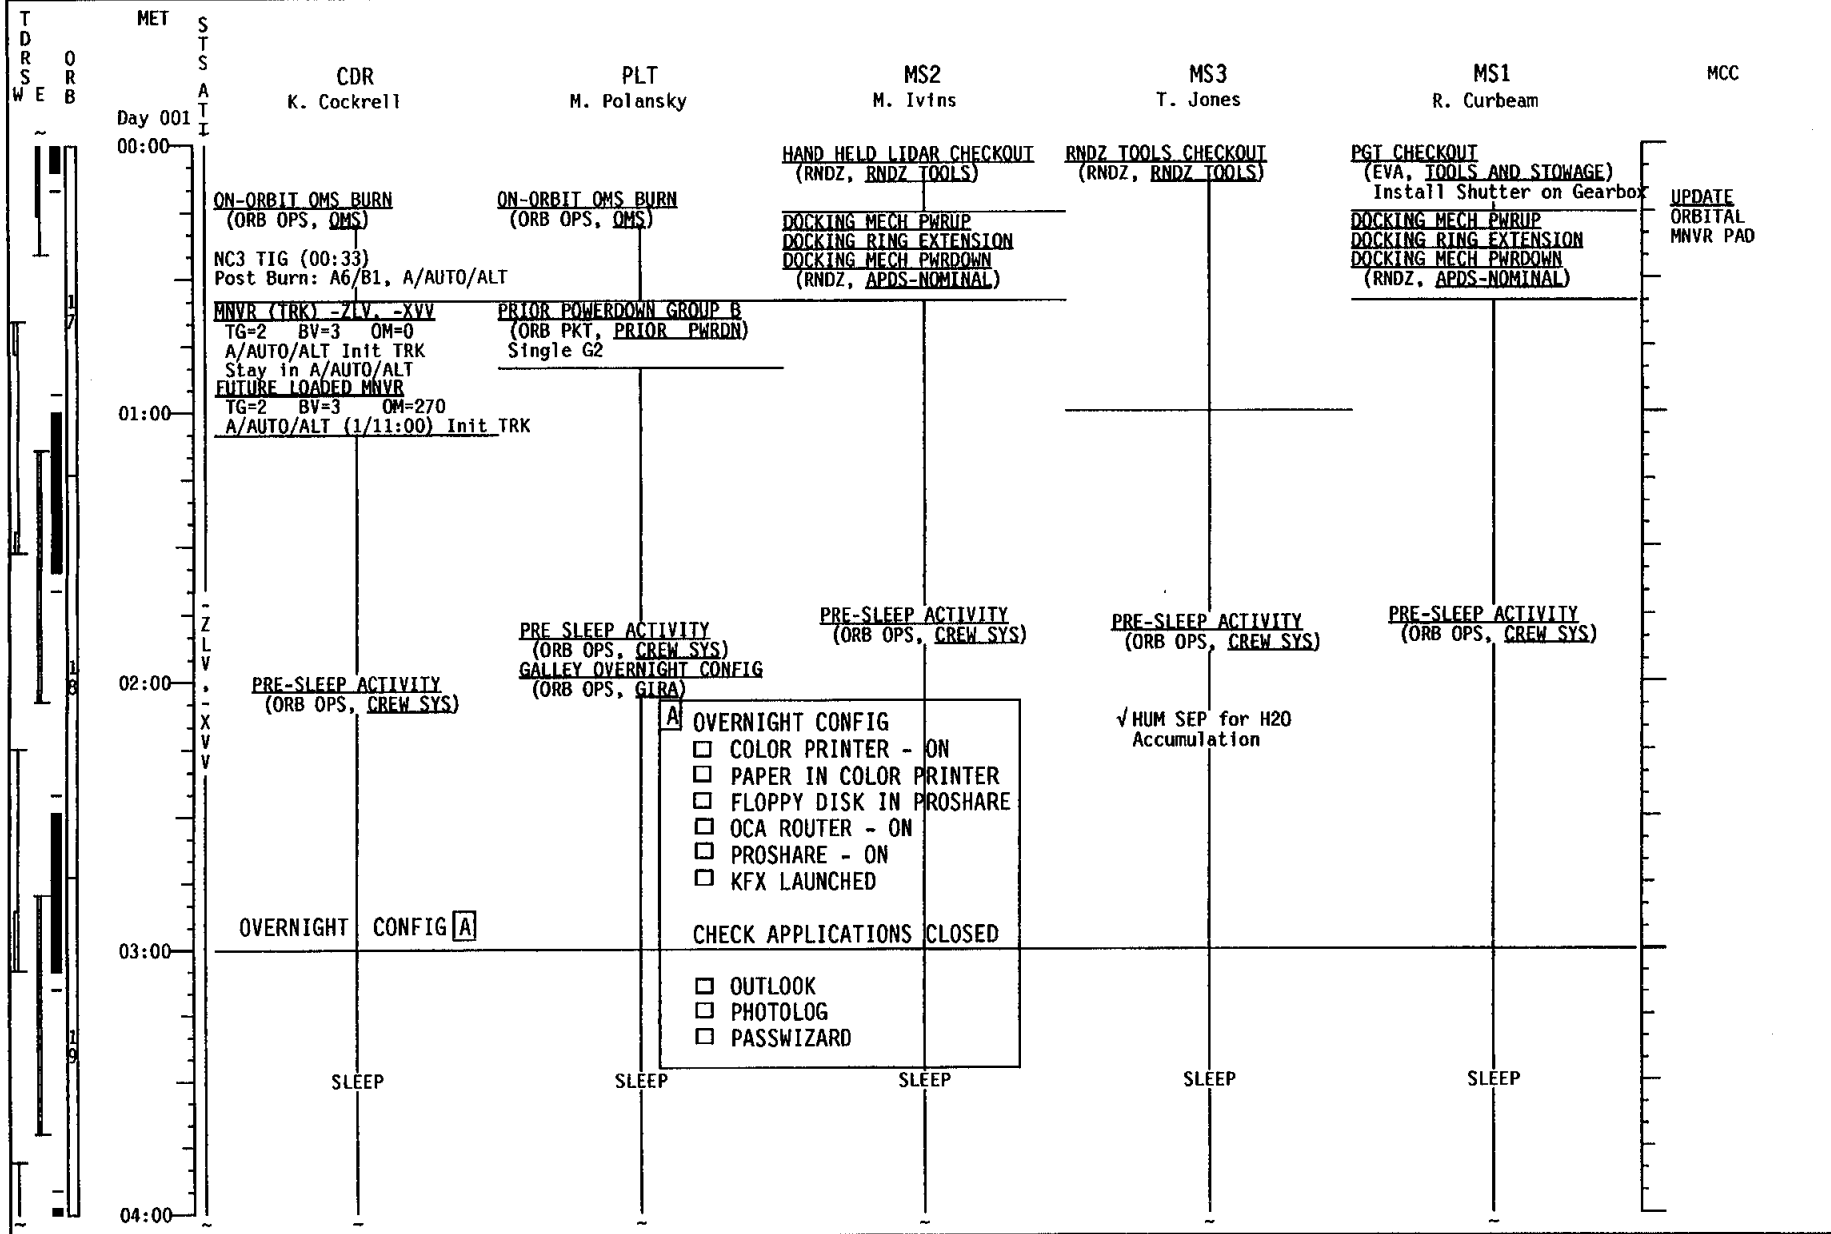 TDRS
W E
ORB
MET
STS ATT
CDR
K. Cockrell
PLT
M. Polansky
MS2
M. Ivins
MS3
T. Jones
MS1
R. Curbeam
MCC
Day 001
00:00
01:00
02:00
03:00
04:00
17
18
19
-ZLV,-XVV
ON-ORBIT OMS BURN
(ORB OPS, OMS)
NC3 TIG (00:33)
Post Burn: A6/B1, A/AUTO/ALT
MNVR (TRK) -ZLV, -XVV
TG=2 BV=3 OM=0
A/AUTO/ALT Init TRK
Stay in A/AUTO/ALT
FUTURE LOADED MNVR
TG=2 BV=3 OM=270
A/AUTO/ALT (1/11:00) Init TRK
PRE-SLEEP ACTIVITY
(ORB OPS, CREW SYS)
OVERNIGHT CONFIG A
SLEEP
ON-ORBIT OMS BURN
(ORB OPS, OMS)
PRIOR POWERDOWN GROUP B
(ORB PKT, PRIOR PWRDN)
Single G2
PRE SLEEP ACTIVITY
(ORB OPS, CREW SYS)
GALLEY OVERNIGHT CONFIG
(ORB OPS, GIRA)
SLEEP
A OVERNIGHT CONFIG
COLOR PRINTER - ON
PAPER IN COLOR PRINTER
FLOPPY DISK IN PROSHARE
OCA ROUTER - ON
PROSHARE - ON
KFX LAUNCHED
CHECK APPLICATIONS CLOSED
OUTLOOK
PHOTOLOG
PASSWIZARD
HAND HELD LIDAR CHECKOUT
(RNDZ, RNDZ TOOLS)
DOCKING MECH PWRUP
DOCKING RING EXTENSION
DOCKING MECH PWRDOWN
(RNDZ, APDS-NOMINAL)
PRE-SLEEP ACTIVITY
(ORB OPS, CREW SYS)
SLEEP
RNDZ TOOLS CHECKOUT
(RNDZ, RNDZ TOOLS)
PRE-SLEEP ACTIVITY
(ORB OPS, CREW SYS)
√HUM SEP for H2O
Accumulation
SLEEP
PGT CHECKOUT
(EVA, TOOLS AND STOWAGE)
Install Shutter on Gearbox
DOCKING MECH PWRUP
DOCKING RING EXTENSION
DOCKING MECH PWRDOWN
(RNDZ, APDS-NOMINAL)
PRE-SLEEP ACTIVITY
(ORB OPS, CREW SYS)
SLEEP
UPDATE
ORBITAL
MNVR PAD